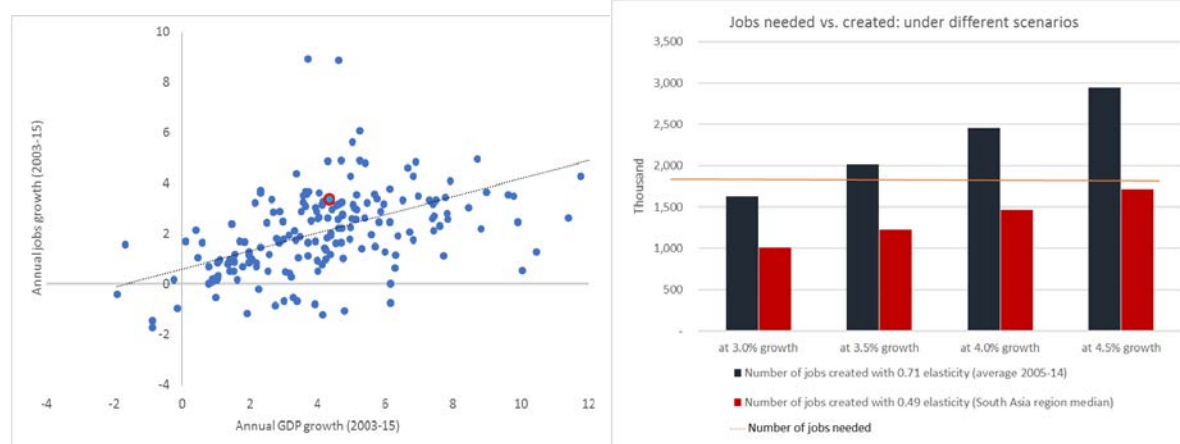 10
8
6
4
2
0
-2
-4
-2
0
2
4
6
8
10
12
Annual jobs growth (2003-15)
Annual GDP growth (2003-15)
Jobs needed vs. created: under different scenarios
3,500
3,000
2,500
2,000
1,500
1,000
500
-
Thousand
at 3.0% growth
at 3.5% growth
at 4.0% growth
at 4.5% growth
Number of jobs created with 0.71 elasticity (average 2005-14)
Number of jobs created with 0.49 elasticity (South Asia region median)
Number of jobs needed